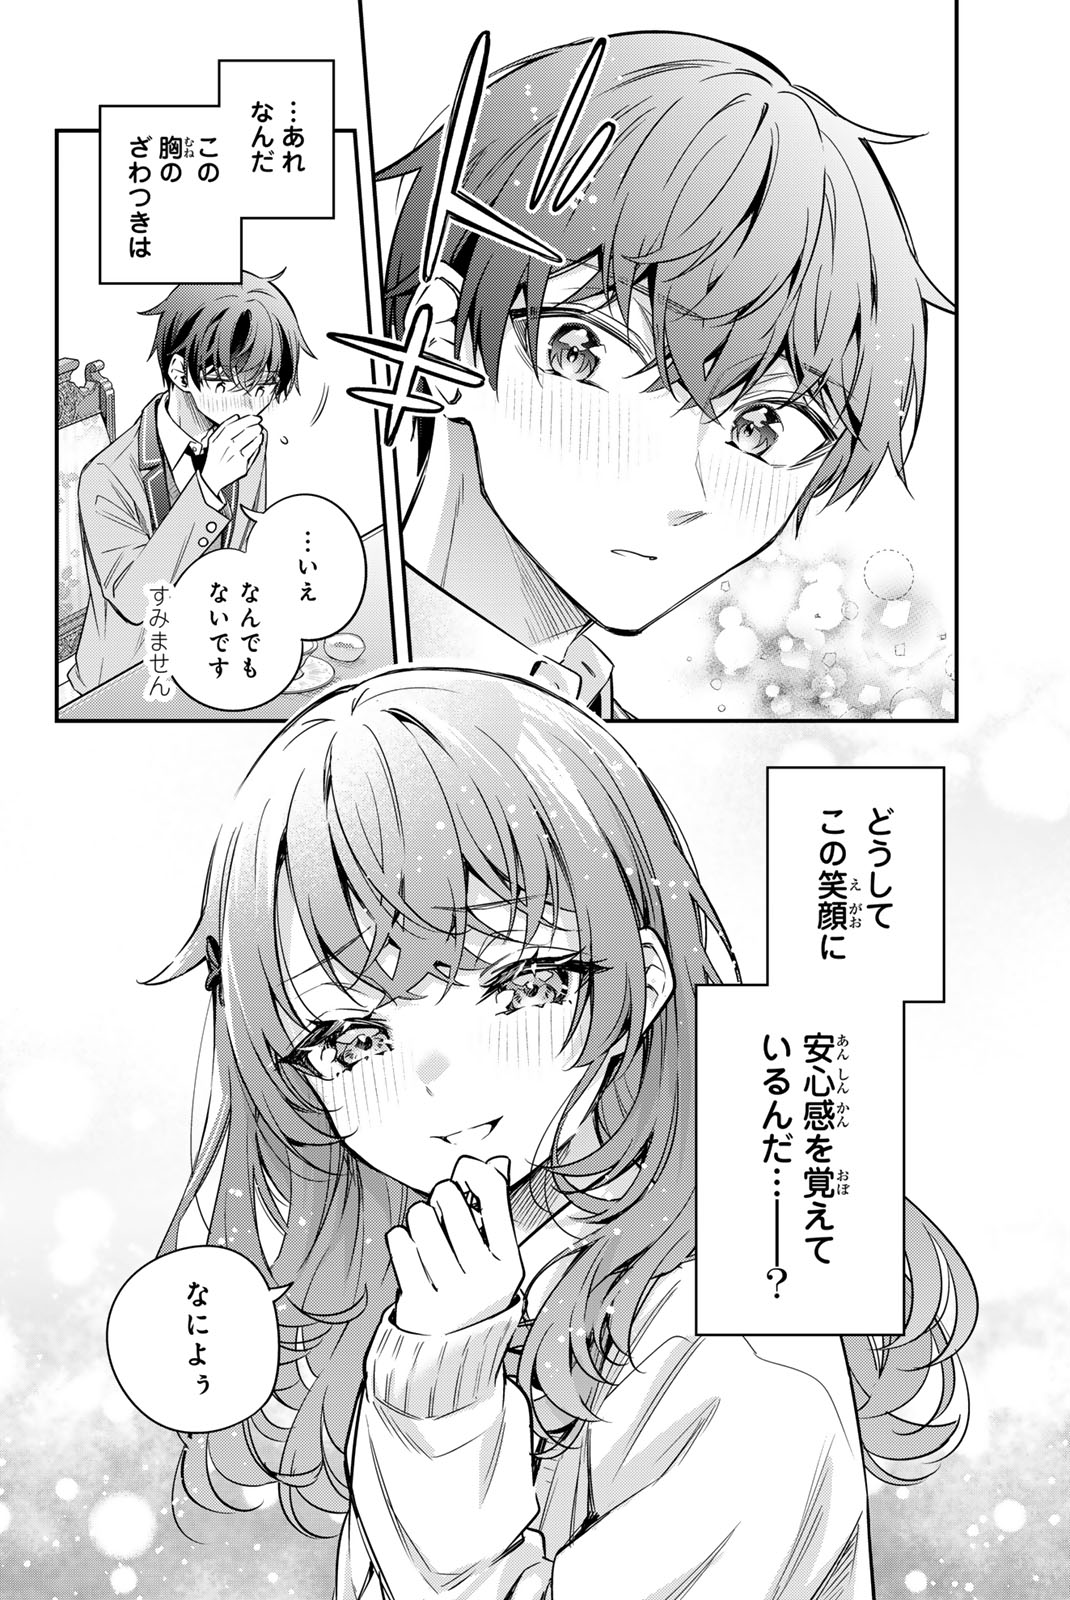 ドキ
…あれ
なんだ
この
胸の
ざわつきは
…いえ
なんでも
ないです
すみません
どうして
この笑顔に
安心感を覚えて
いるんだ…――？
なによぅ